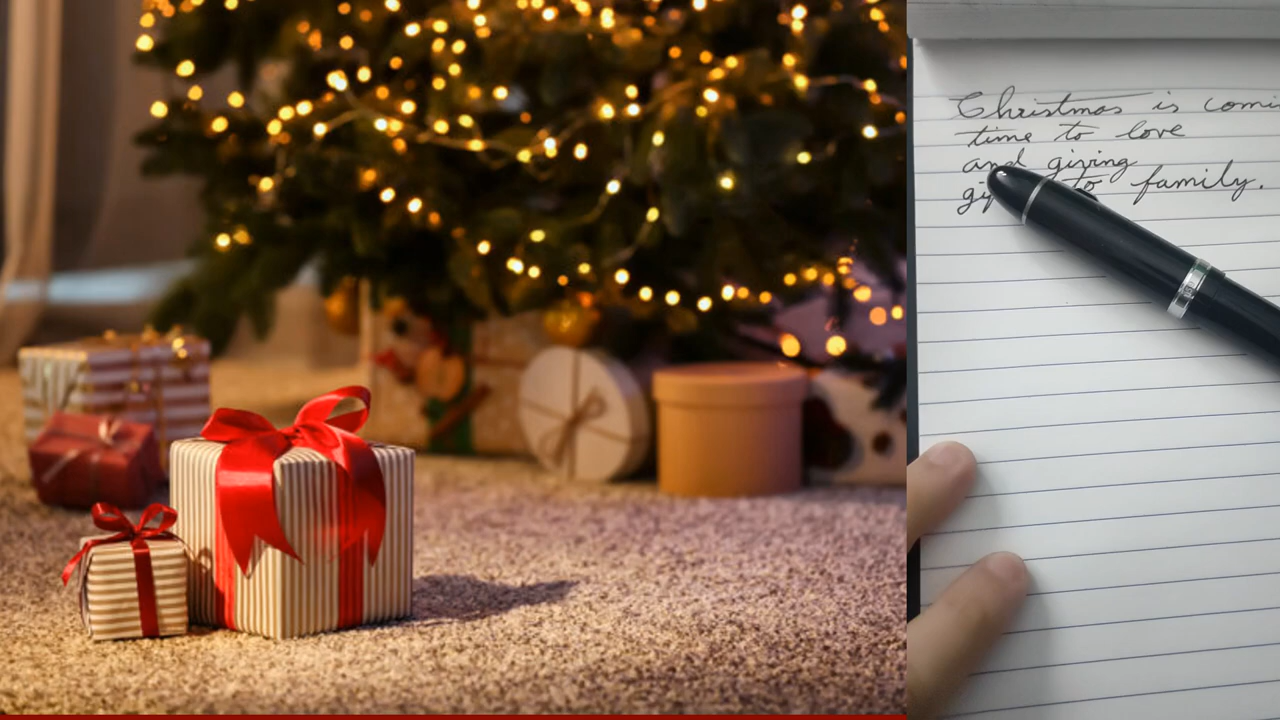 Christmas is comi
time to love
and giving
to family.